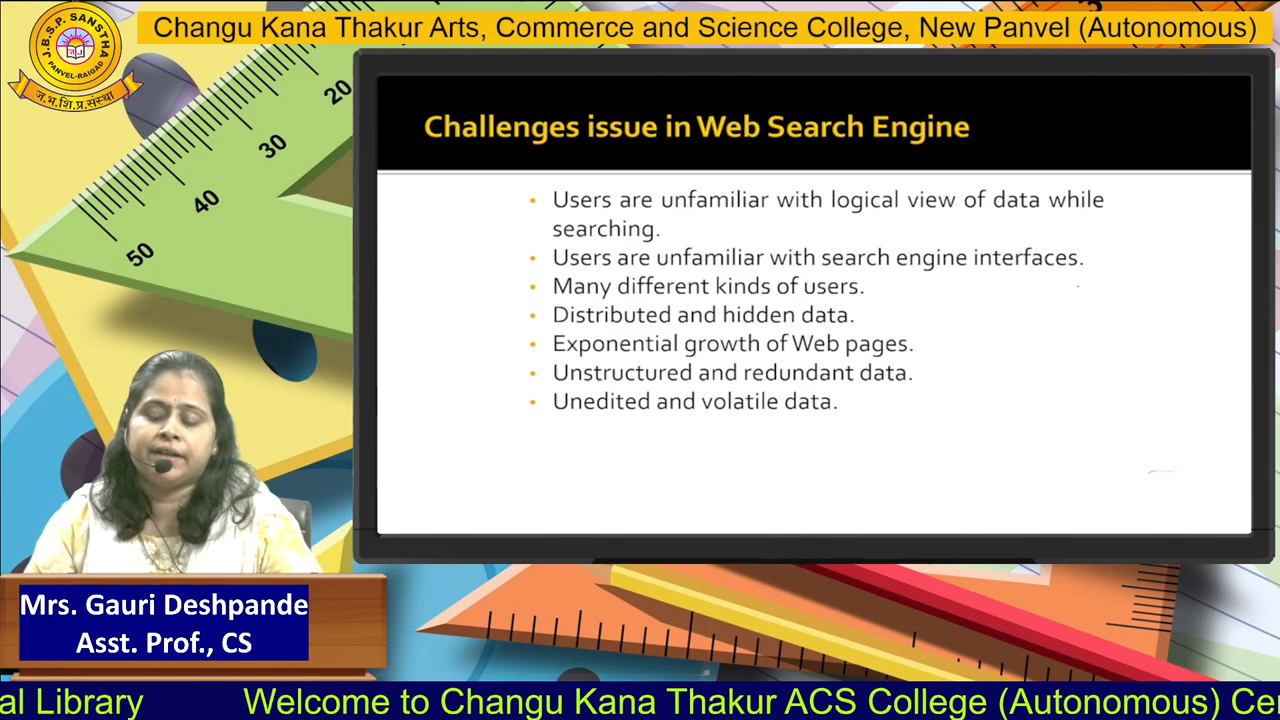 J.B.S.P. SANSTHA
PANVEL-RAIGAD
ज.भ.शि.प्र.संस्था
Changu Kana Thakur Arts, Commerce and Science College, New Panvel (Autonomous)
20
30
40
50
Challenges issue in Web Search Engine
• Users are unfamiliar with logical view of data while
searching.
• Users are unfamiliar with search engine interfaces.
• Many different kinds of users.
• Distributed and hidden data.
• Exponential growth of Web pages.
• Unstructured and redundant data.
• Unedited and volatile data.
Mrs. Gauri Deshpande
Asst. Prof., CS
al Library Welcome to Changu Kana Thakur ACS College (Autonomous) Ce